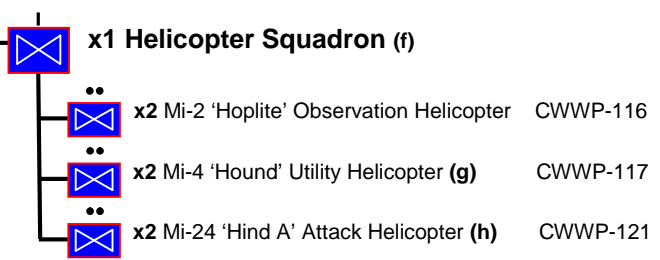 x1 Helicopter Squadron (f)
x2 Mi-2 ‘Hoplite’ Observation Helicopter CWWP-116
x2 Mi-4 ‘Hound’ Utility Helicopter (g) CWWP-117
x2 Mi-24 ‘Hind A’ Attack Helicopter (h) CWWP-121